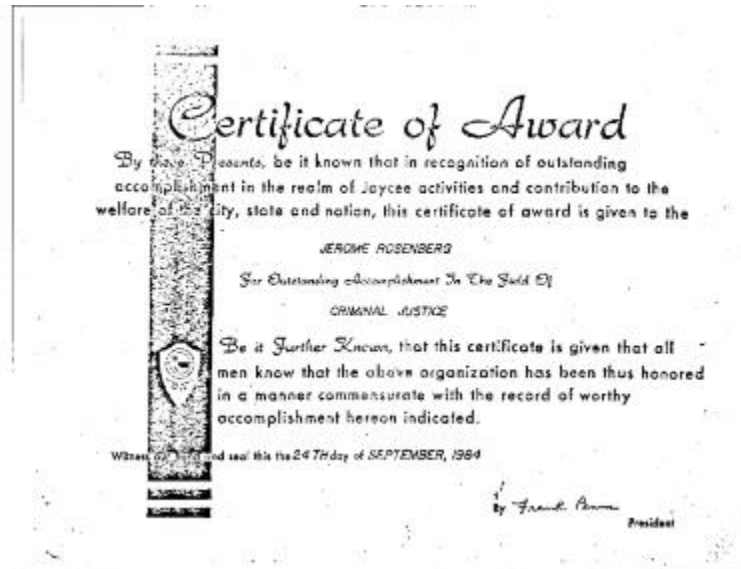 Certificate of Award
By these Presents, be it known that in recognition of outstanding
accomplishment in the realm of Jaycee activities and contribution to the
welfare of the city, state and nation, this certificate of award is given to the
JEROME ROSENBERG
For Outstanding Accomplishment In The Field Of
CRIMINAL JUSTICE
Be it Further Known, that this certificate is given that all
men know that the above organization has been thus honored
in a manner commensurate with the record of worthy
accomplishment hereon indicated.
Witness our hand and seal this the 24TH day of SEPTEMBER, 1984
By Frank
President